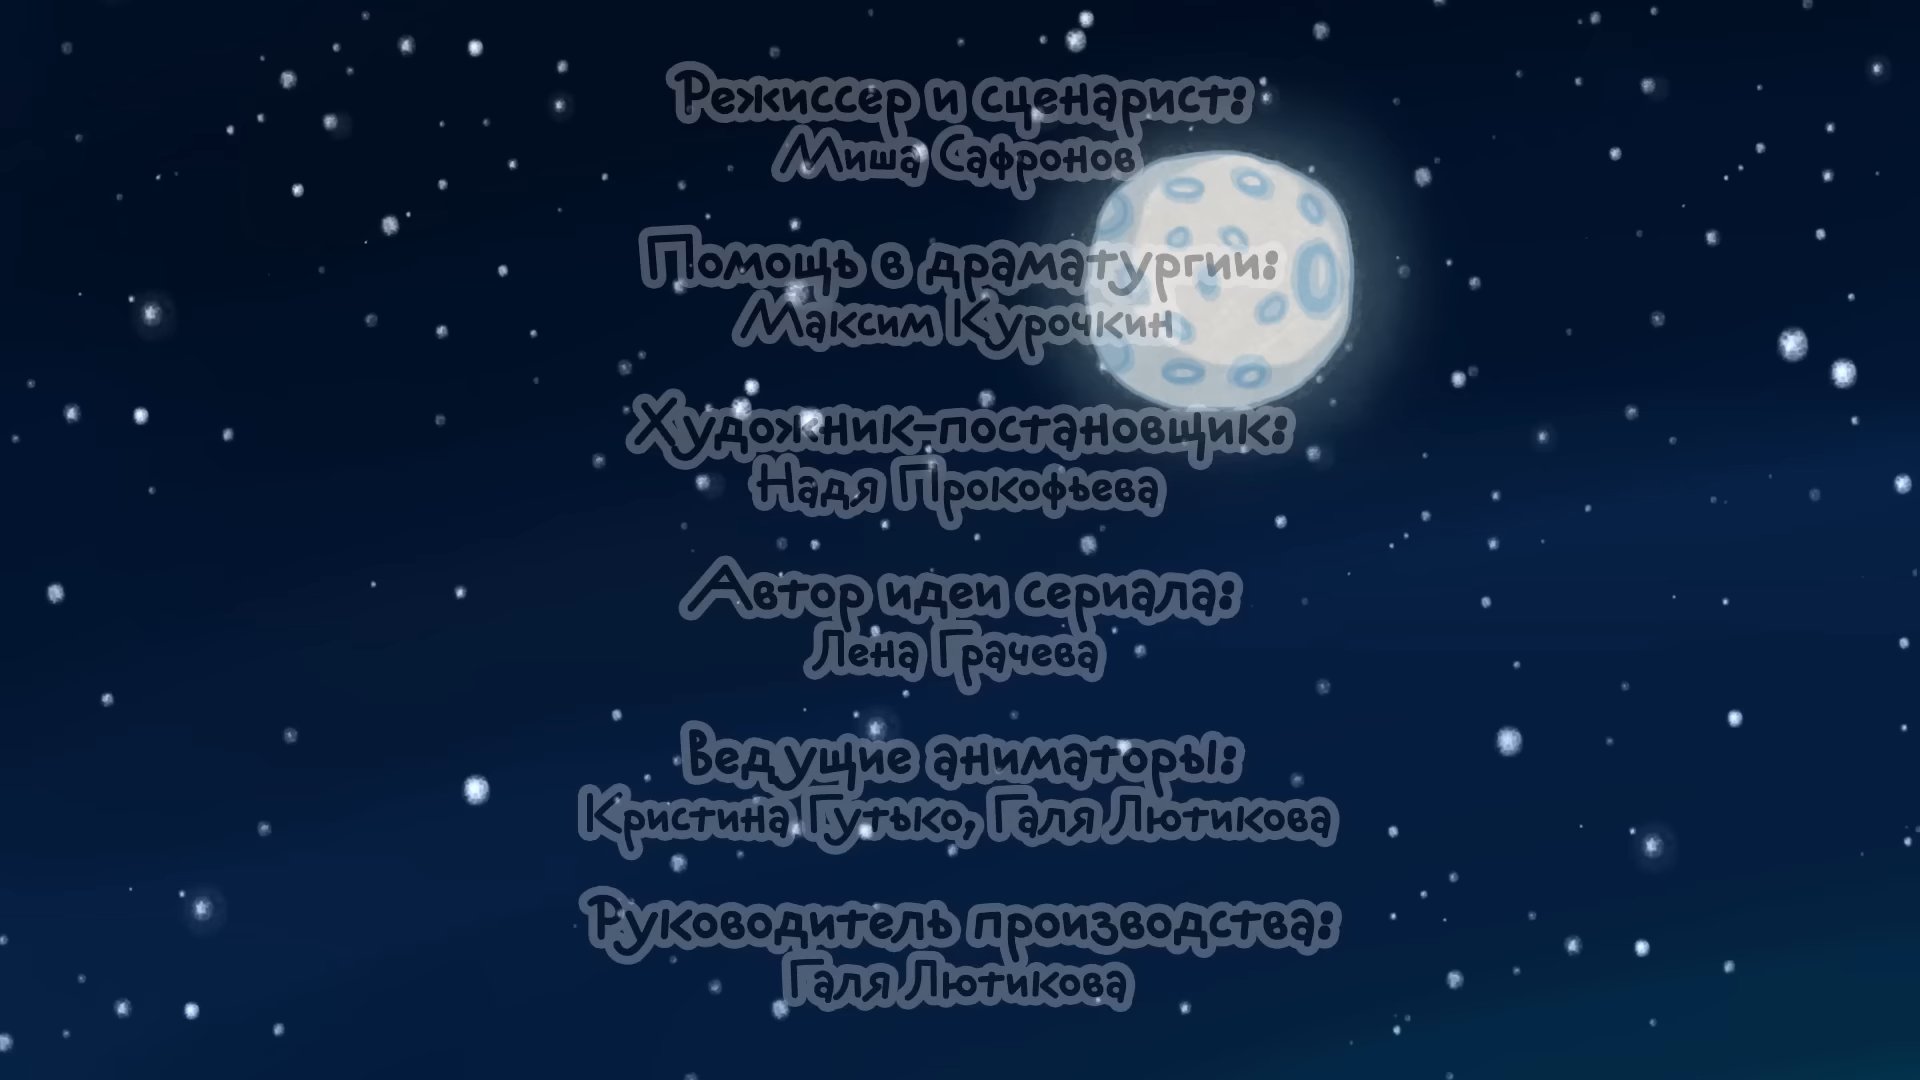 Режиссер и сценарист:
Миша Сафронов
Помощь в драматургии:
Максим Курочкин
Художник-постановщик:
Надя Прокофьева
Автор идеи сериала:
Лена Грачева
Ведущие аниматоры:
Кристина Гутько, Галя Лютикова
Руководитель производства:
Галя Лютикова